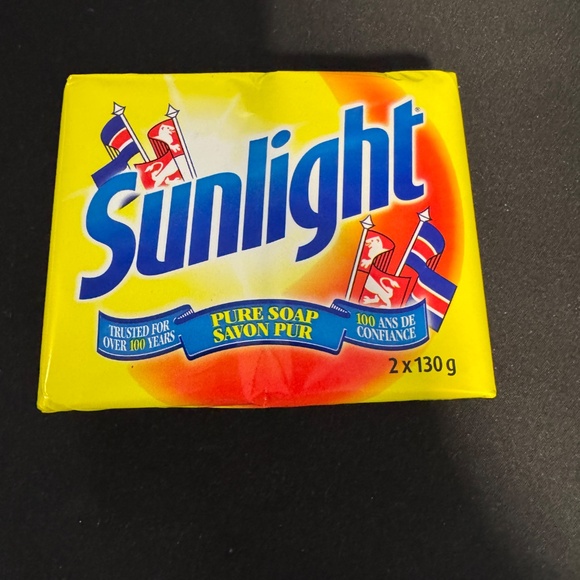 Sunlight
TRUSTED FOR
OVER 100 YEARS
PURE SOAP
SAVON PUR
100 ANS DE
CONFIANCE
2 x 130 g